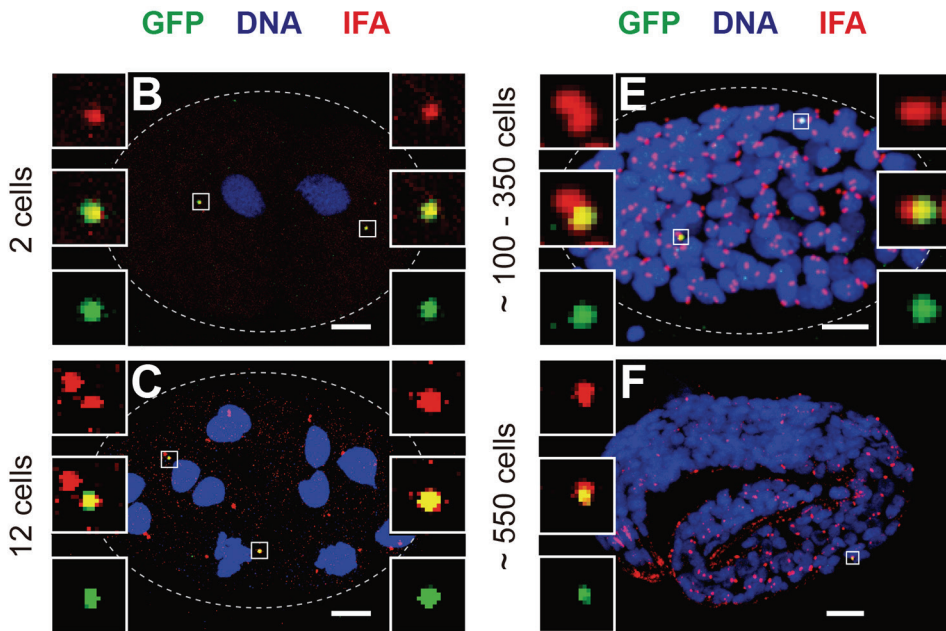 GFP DNA IFA
GFP DNA IFA
2 cells
B
~ 100 - 350 cells
E
12 cells
C
~ 550 cells
F